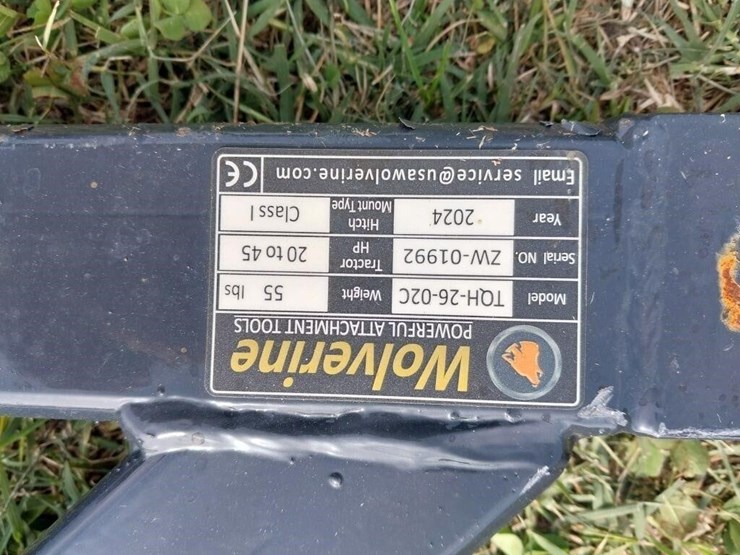 Wolverine
POWERFUL ATTACHMENT TOOLS
Model TQH-26-02C Weight 55 lbs
Serial NO. ZW-01992 Tractor HP 20 to 45
Year 2024 Hitch Mount Type Class I
Email service@usawolverine.com CE